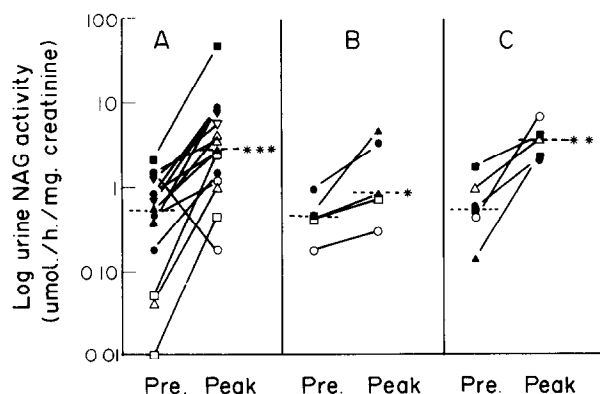 Log urine NAG activity
(umol./h./mg. creatinine)
100
10
1
0.10
0.01
A
B
C
***
*
**
Pre. Peak
Pre. Peak
Pre. Peak